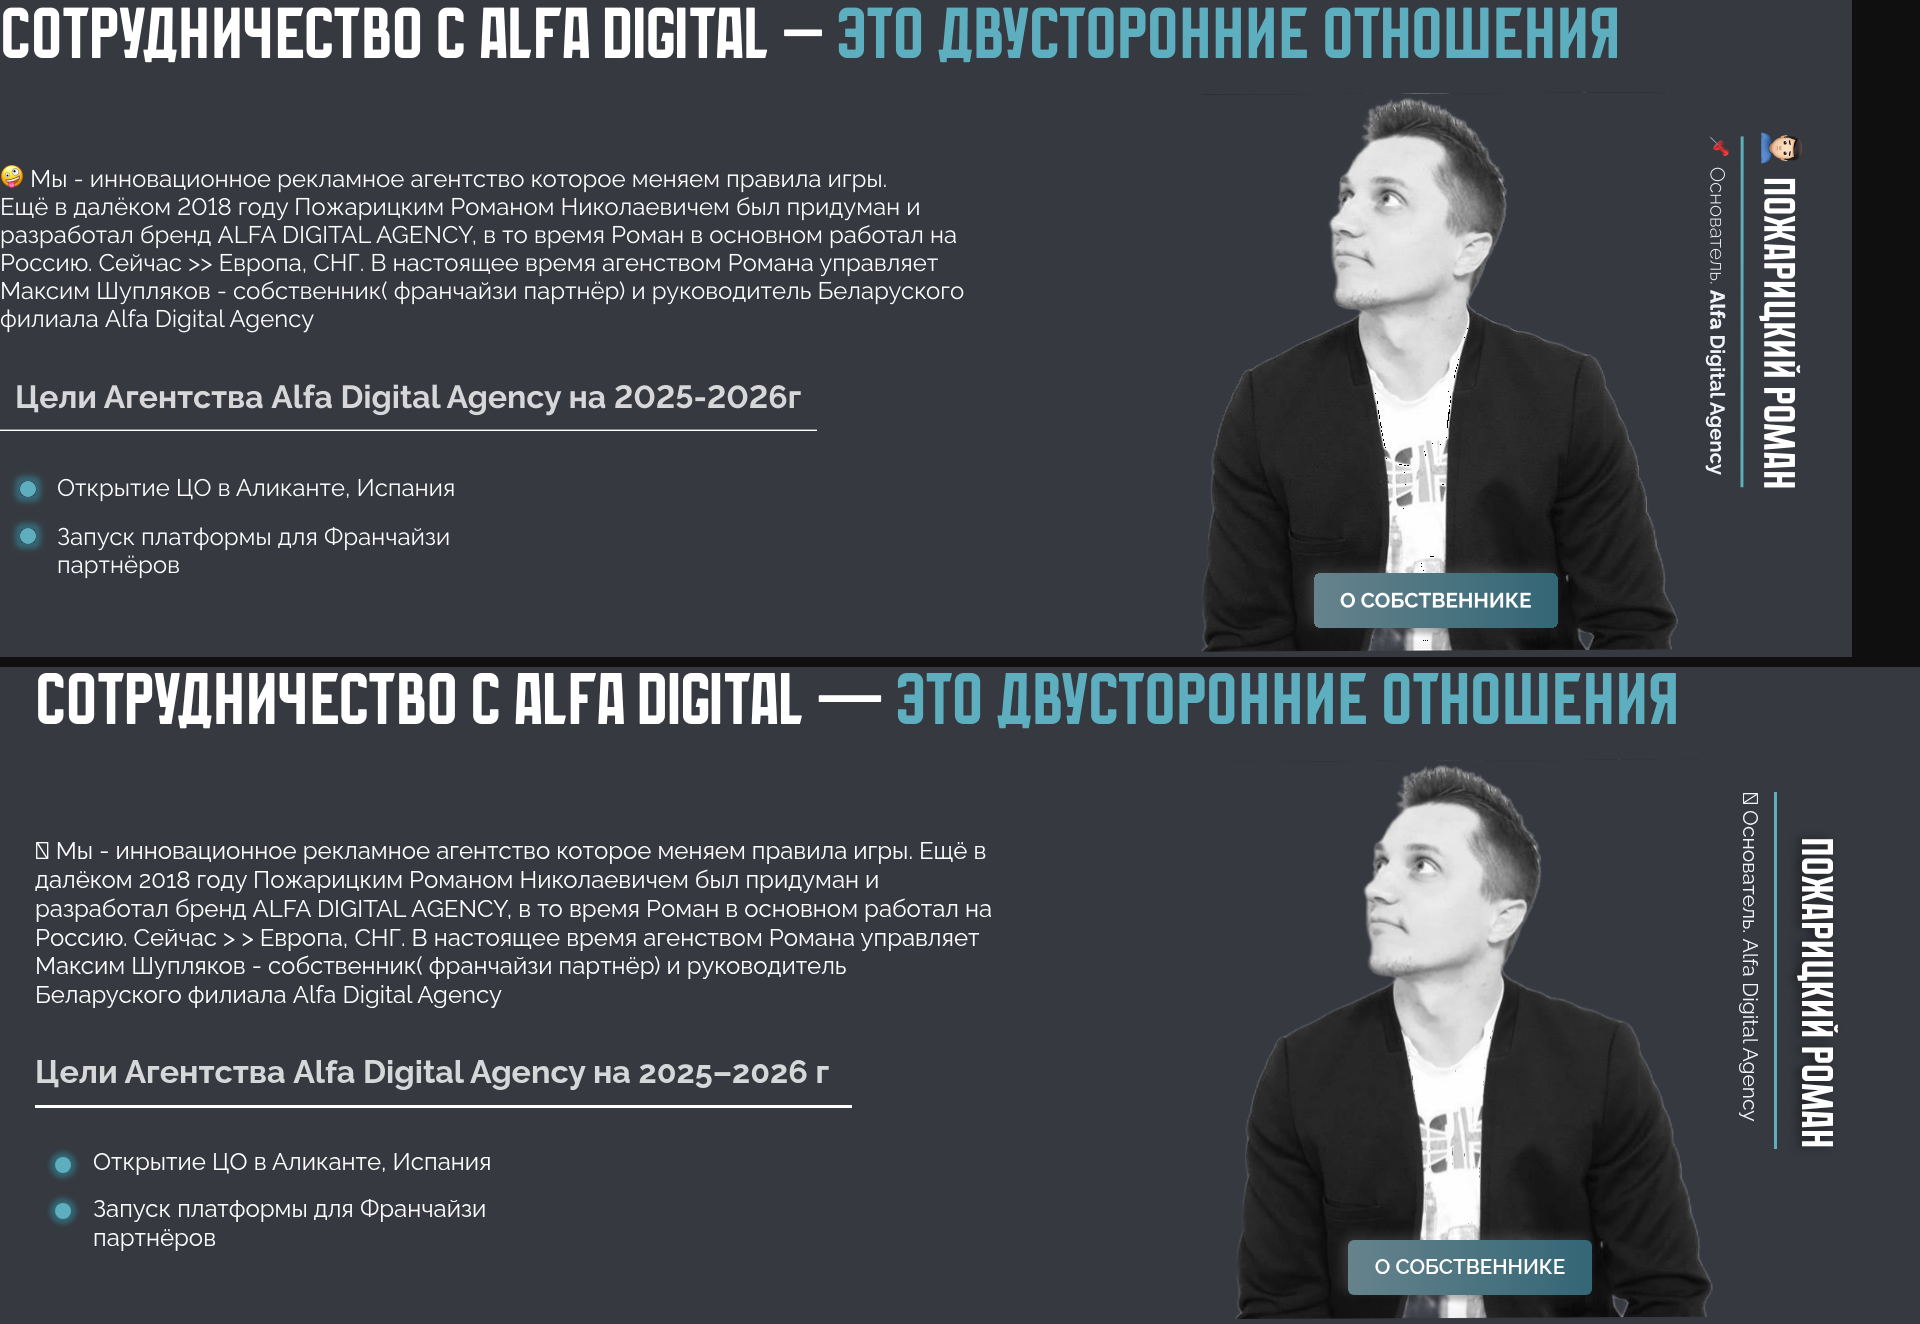 СОТРУДНИЧЕСТВО С ALFA DIGITAL – ЭТО ДВУСТОРОННИЕ ОТНОШЕНИЯ
🤪 Мы - инновационное рекламное агентство которое меняем правила игры.
Ещё в далёком 2018 году Пожарицким Романом Николаевичем был придуман и
разработал бренд ALFA DIGITAL AGENCY, в то время Роман в основном работал на
Россию. Сейчас >> Европа, СНГ. В настоящее время агенством Романа управляет
Максим Шупляков - собственник( франчайзи партнёр) и руководитель Беларуского
филиала Alfa Digital Agency
Цели Агентства Alfa Digital Agency на 2025-2026г
Открытие ЦО в Аликанте, Испания
Запуск платформы для Франчайзи
партнёров
О СОБСТВЕННИКЕ
ПОЖАРИЦКИЙ РОМАН
📌 Основатель. Alfa Digital Agency
СОТРУДНИЧЕСТВО С ALFA DIGITAL — ЭТО ДВУСТОРОННИЕ ОТНОШЕНИЯ
Мы - инновационное рекламное агентство которое меняем правила игры. Ещё в
далёком 2018 году Пожарицким Романом Николаевичем был придуман и
разработал бренд ALFA DIGITAL AGENCY, в то время Роман в основном работал на
Россию. Сейчас > > Европа, СНГ. В настоящее время агенством Романа управляет
Максим Шупляков - собственник( франчайзи партнёр) и руководитель
Беларуского филиала Alfa Digital Agency
Цели Агентства Alfa Digital Agency на 2025–2026 г
Открытие ЦО в Аликанте, Испания
Запуск платформы для Франчайзи
партнёров
О СОБСТВЕННИКЕ
ПОЖАРИЦКИЙ РОМАН
Основатель. Alfa Digital Agency